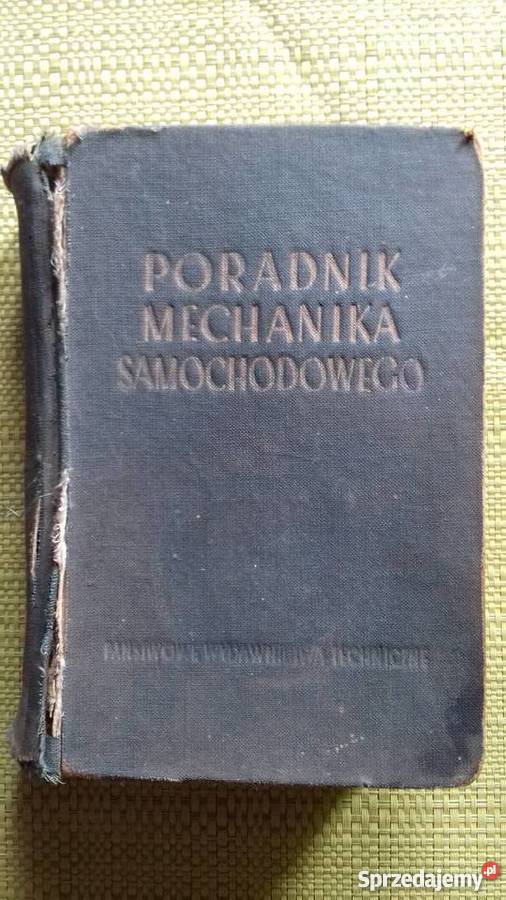 PORADNIK
MECHANIKA
SAMOCHODOWEGO
PAŃSTWOWE WYDAWNICTWA TECHNICZNE
Sprzedajemy.pl